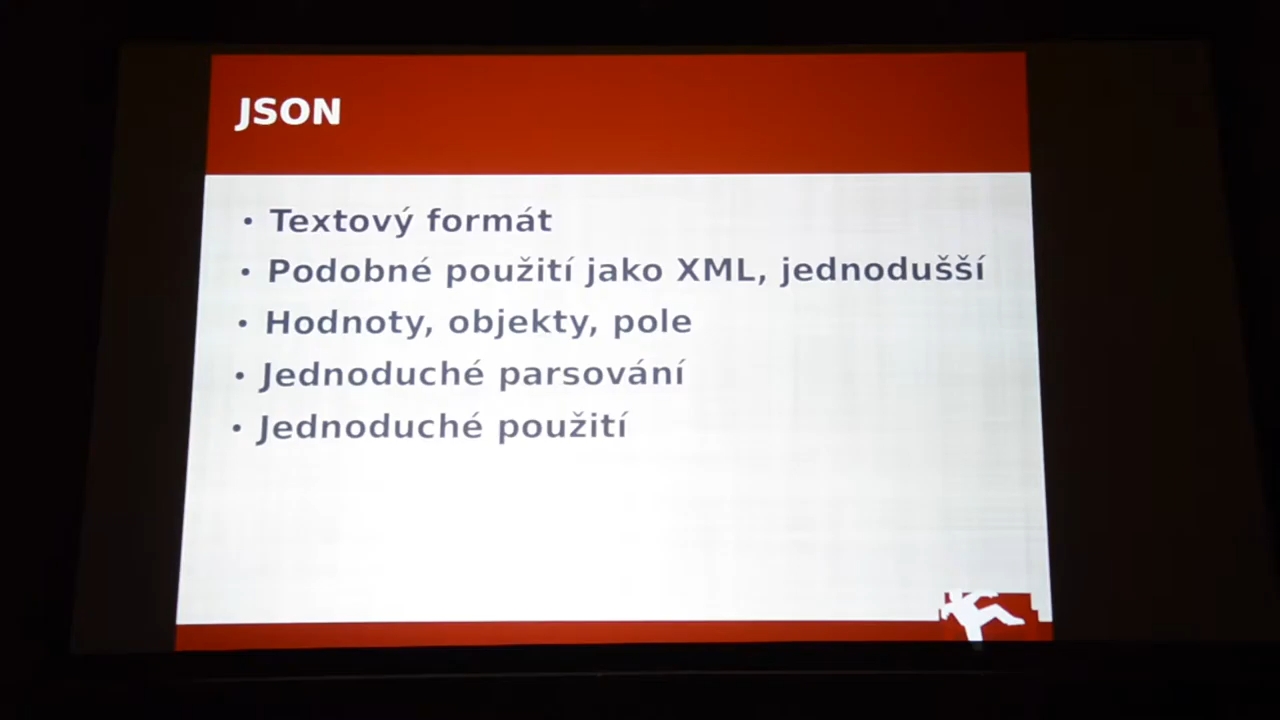 JSON
• Textový formát
• Podobné použití jako XML, jednodušší
• Hodnoty, objekty, pole
• Jednoduché parsování
• Jednoduché použití